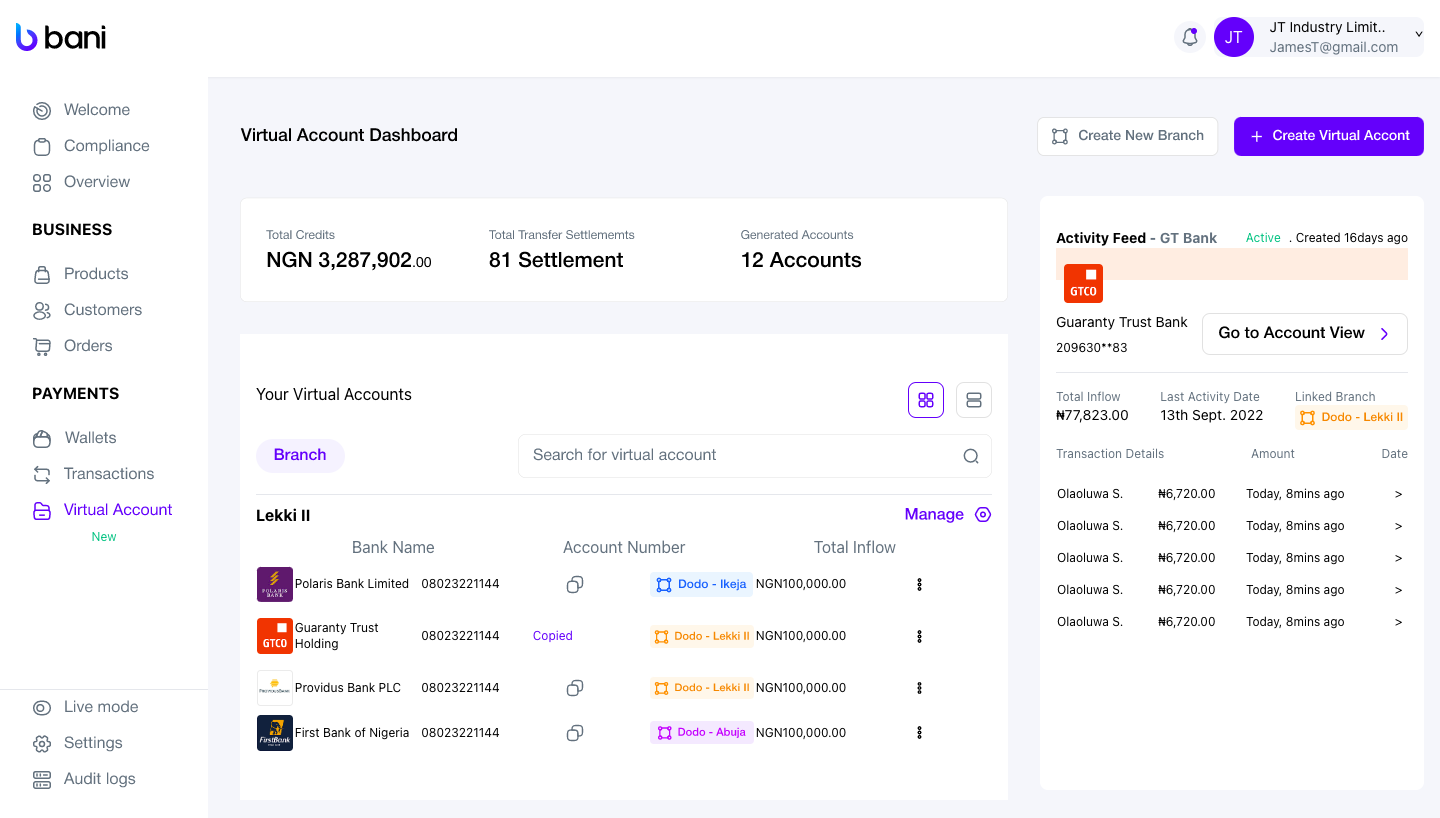 bani
JT
JT Industry Limit..
JamesT@gmail.com
Welcome
Compliance
Overview
BUSINESS
Products
Customers
Orders
PAYMENTS
Wallets
Transactions
Virtual Account
New
Live mode
Settings
Audit logs
Virtual Account Dashboard
Create New Branch
+ Create Virtual Accont
Total Credits
NGN 3,287,902.00
Total Transfer Settlememts
81 Settlement
Generated Accounts
12 Accounts
Your Virtual Accounts
Branch
Search for virtual account
Lekki II
Manage
Bank Name Account Number Total Inflow
POLARIS BANK
Polaris Bank Limited 08023221144 Dodo - Ikeja NGN100,000.00
GTCO
Guaranty Trust
Holding
08023221144 Copied Dodo - Lekki II NGN100,000.00
ProvidusBank
Providus Bank PLC 08023221144 Dodo - Lekki II NGN100,000.00
FirstBank
First Bank of Nigeria 08023221144 Dodo - Abuja NGN100,000.00
Activity Feed - GT Bank Active . Created 16days ago
GTCO
Guaranty Trust Bank
209630**83
Go to Account View
Total Inflow
₦77,823.00
Last Activity Date
13th Sept. 2022
Linked Branch
Dodo - Lekki II
Transaction Details Amount Date
Olaoluwa S. ₦6,720.00 Today, 8mins ago >
Olaoluwa S. ₦6,720.00 Today, 8mins ago >
Olaoluwa S. ₦6,720.00 Today, 8mins ago >
Olaoluwa S. ₦6,720.00 Today, 8mins ago >
Olaoluwa S. ₦6,720.00 Today, 8mins ago >